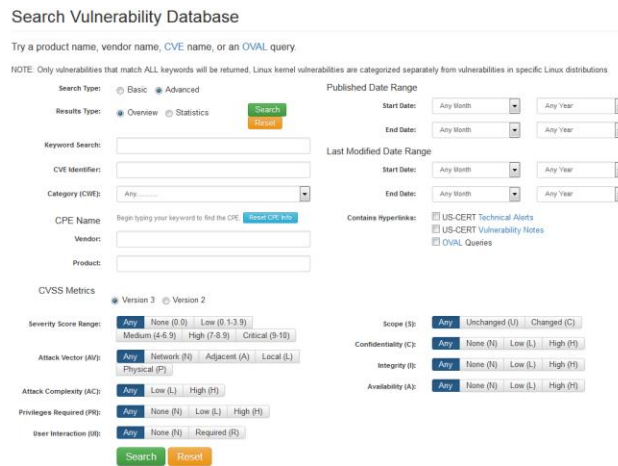 Search Vulnerability Database
Try a product name, vendor name, CVE name, or an OVAL query.
NOTE: Only vulnerabilities that match ALL keywords will be returned, Linux kernel vulnerabilities are categorized separately from vulnerabilities in specific Linux distributions.
Search Type: Basic Advanced
Results Type: Overview Statistics Search
Reset
Keyword Search:
CVE Identifier:
Category (CWE): Any...........
CPE Name Begin typing your keyword to find the CPE. Reset CPE Info
Vendor:
Product:
Published Date Range
Start Date: Any Month Any Year
End Date: Any Month Any Year
Last Modified Date Range
Start Date: Any Month Any Year
End Date: Any Month Any Year
Contains Hyperlinks: US-CERT Technical Alerts
US-CERT Vulnerability Notes
OVAL Queries
CVSS Metrics
Version 3 Version 2
Severity Score Range: Any None (0.0) Low (0.1-3.9)
Medium (4-6.9) High (7-8.9) Critical (9-10)
Attack Vector (AV): Any Network (N) Adjacent (A) Local (L)
Physical (P)
Attack Complexity (AC): Any Low (L) High (H)
Privileges Required (PR): Any None (N) Low (L) High (H)
User Interaction (UI): Any None (N) Required (R)
Scope (S): Any Unchanged (U) Changed (C)
Confidentiality (C): Any None (N) Low (L) High (H)
Integrity (I): Any None (N) Low (L) High (H)
Availability (A): Any None (N) Low (L) High (H)
Search Reset